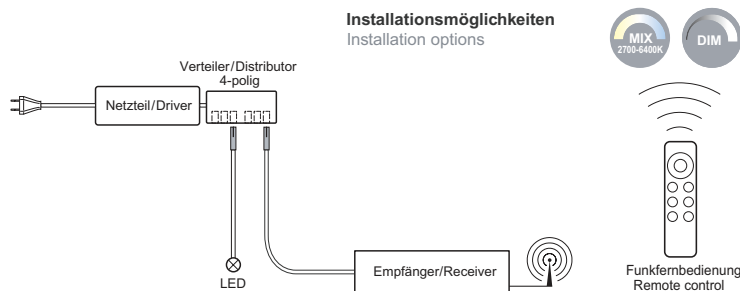 Installationsmöglichkeiten
Installation options
MIX
2700-6400K
DIM
Verteiler/Distributor
4-polig
Netzteil/Driver
LED
Empfänger/Receiver
Funkfernbedienung
Remote control